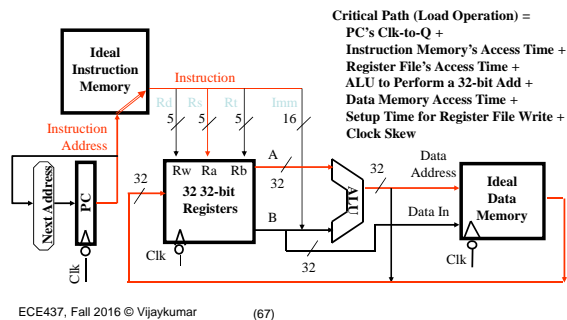 Critical Path (Load Operation) =
PC's Clk-to-Q +
Instruction Memory's Access Time +
Register File's Access Time +
ALU to Perform a 32-bit Add +
Data Memory Access Time +
Setup Time for Register File Write +
Clock Skew
Ideal
Instruction
Memory
Instruction
Rd Rs Rt Imm
5 5 5 16
Instruction
Address
Next Address
PC
Clk
32
Rw Ra Rb
32 32-bit
Registers
Clk
A
32
B
32
ALU
32
Data
Address
Data In
Ideal
Data
Memory
Clk
ECE437, Fall 2016 © Vijaykumar
(67)